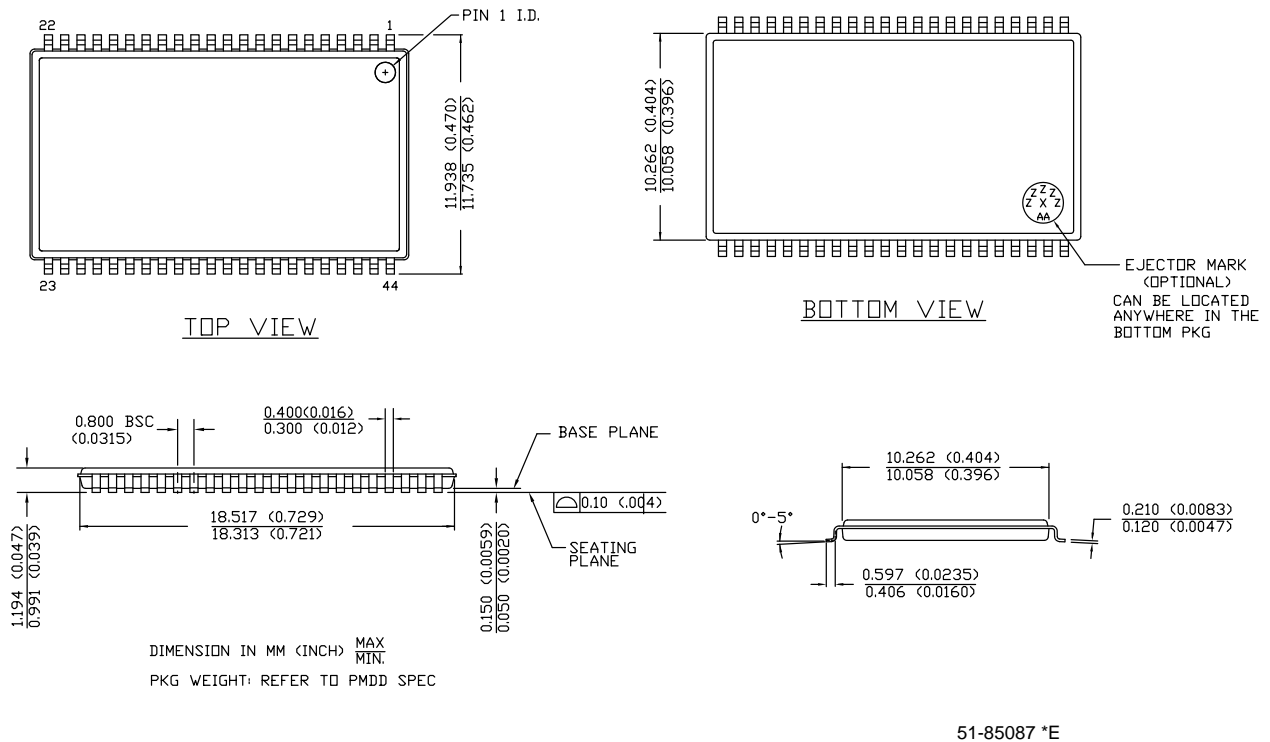 22
1
PIN 1 I.D.
11.938 (0.470)
11.735 (0.462)
23
44
TOP VIEW
10.262 (0.404)
10.058 (0.396)
Z
Z Z
Z X Z
AA
EJECTOR MARK
(OPTIONAL)
CAN BE LOCATED
ANYWHERE IN THE
BOTTOM PKG
BOTTOM VIEW
0.800 BSC
(0.0315)
0.400(0.016)
0.300 (0.012)
BASE PLANE
0.10 (.004)
18.517 (0.729)
18.313 (0.721)
SEATING
PLANE
1.194 (0.047)
0.991 (0.039)
0.150 (0.0059)
0.050 (0.0020)
10.262 (0.404)
10.058 (0.396)
0°-5°
0.210 (0.0083)
0.120 (0.0047)
0.597 (0.0235)
0.406 (0.0160)
DIMENSION IN MM (INCH) MAX
MIN.
PKG WEIGHT: REFER TO PMDD SPEC
51-85087 *E